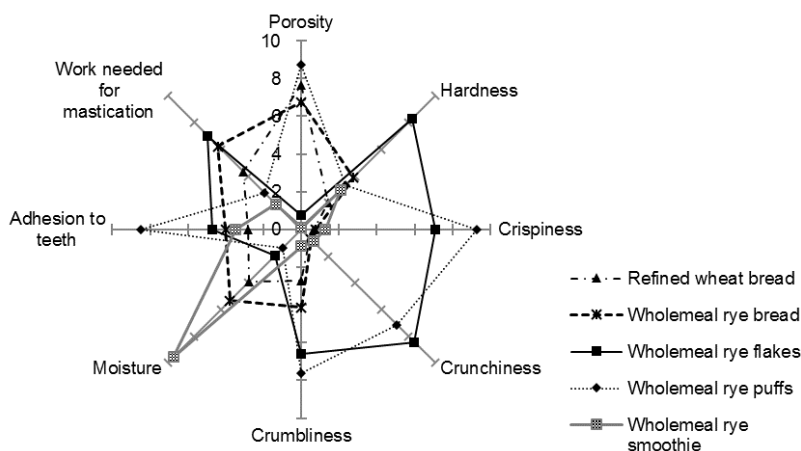 Porosity
10
8
6
4
2
0
Work needed
for
mastication
Hardness
Adhesion to
teeth
Crispiness
Moisture
Crunchiness
Crumbliness
Refined wheat bread
Wholemeal rye bread
Wholemeal rye flakes
Wholemeal rye puffs
Wholemeal rye
smoothie